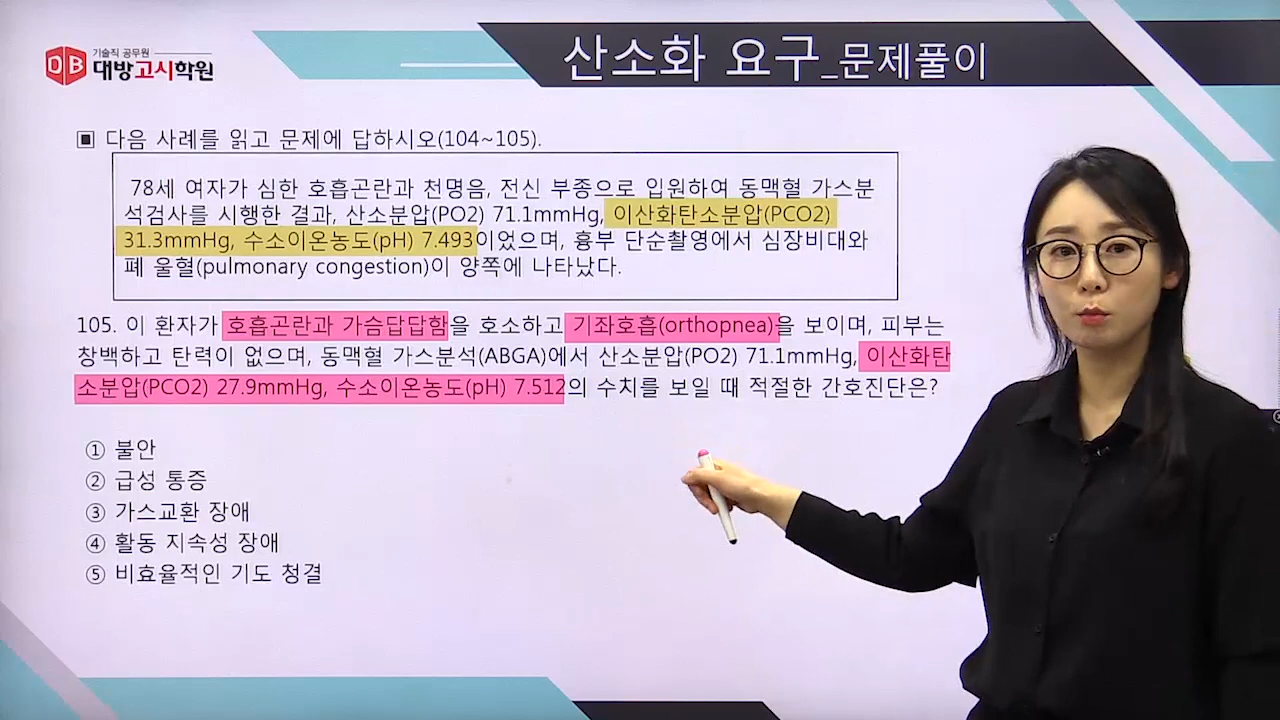 기술직 공무원
DB 대방고시학원
산소화 요구_문제풀이
▣ 다음 사례를 읽고 문제에 답하시오(104~105).
78세 여자가 심한 호흡곤란과 천명음, 전신 부종으로 입원하여 동맥혈 가스분
석검사를 시행한 결과, 산소분압(PO2) 71.1mmHg, 이산화탄소분압(PCO2)
31.3mmHg, 수소이온농도(pH) 7.493이었으며, 흉부 단순촬영에서 심장비대와
폐 울혈(pulmonary congestion)이 양쪽에 나타났다.
105. 이 환자가 호흡곤란과 가슴답답함을 호소하고 기좌호흡(orthopnea)을 보이며, 피부는
창백하고 탄력이 없으며, 동맥혈 가스분석(ABGA)에서 산소분압(PO2) 71.1mmHg, 이산화탄
소분압(PCO2) 27.9mmHg, 수소이온농도(pH) 7.512의 수치를 보일 때 적절한 간호진단은?
① 불안
② 급성 통증
③ 가스교환 장애
④ 활동 지속성 장애
⑤ 비효율적인 기도 청결